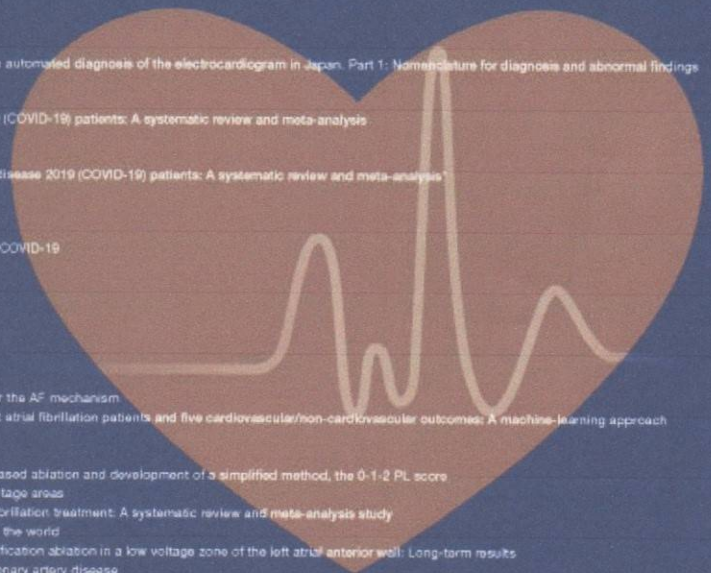 automated diagnosis of the electrocardiogram in Japan. Part 1: Nomenclature for diagnosis and abnormal findings
(COVID-19) patients: A systematic review and meta-analysis
disease 2019 (COVID-19) patients: A systematic review and meta-analysis"
COVID-19
r the AF mechanism
atrial fibrillation patients and five cardiovascular/non-cardiovascular outcomes: A machine-learning approach
ased ablation and development of a simplified method, the 0-1-2 PL score
tage areas
brillation treatment: A systematic review and meta-analysis study
the world
fication ablation in a low voltage zone of the left atrial anterior wall: Long-term results
onary artery disease